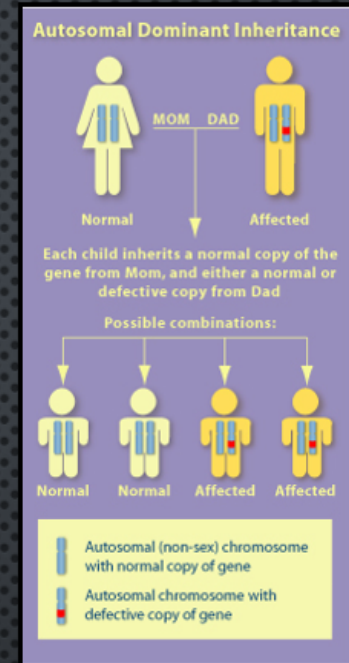 Autosomal Dominant Inheritance
MOM DAD
Normal Affected
Each child inherits a normal copy of the
gene from Mom, and either a normal or
defective copy from Dad
Possible combinations:
Normal Normal Affected Affected
Autosomal (non-sex) chromosome
with normal copy of gene
Autosomal chromosome with
defective copy of gene